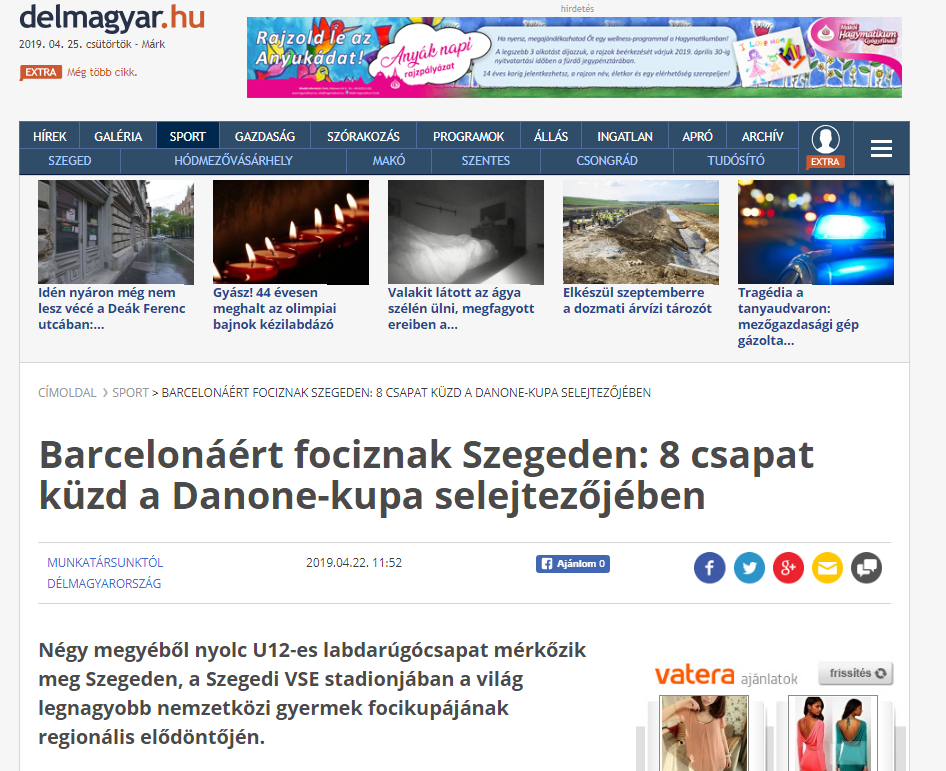 hirdetés
delmagyar.hu
2019. 04. 25. csütörtök - Márk
EXTRA Még több cikk.
Rajzold le az
Anyukádat!
Anyák napi
rajzpályázat
Ha nyersz, megajándékozhatod Őt egy wellness-programmal a Hagymatikumban!
A legszebb 3 alkotást díjazzuk, a rajzok beérkezését várjuk 2019. április 30-ig
nyitvatartási időben a fürdő jegypénztárában.
14 éves korig jelentkezhetsz, a rajzon név, életkor és egy elérhetőség szerepeljen!
Makói
Hagymatikum
Gyógyfürdő
HÍREK GALÉRIA SPORT GAZDASÁG SZÓRAKOZÁS PROGRAMOK ÁLLÁS INGATLAN APRÓ ARCHÍV
SZEGED HÓDMEZŐVÁSÁRHELY MAKÓ SZENTES CSONGRÁD TUDÓSÍTÓ EXTRA
Idén nyáron még nem
lesz vécé a Deák Ferenc
utcában:...
Gyász! 44 évesen
meghalt az olimpiai
bajnok kézilabdázó
Valakit látott az ágya
szélén ülni, megfagyott
ereiben a...
Elkészül szeptemberre
a dozmati árvízi tározót
Tragédia a
tanyaudvaron:
mezőgazdasági gép
gázolta...
CÍMOLDAL ❯ SPORT > BARCELONÁÉRT FOCIZNAK SZEGEDEN: 8 CSAPAT KÜZD A DANONE-KUPA SELEJTEZŐJÉBEN
Barcelonáért fociznak Szegeden: 8 csapat
küzd a Danone-kupa selejtezőjében
MUNKATÁRSUNKTÓL
DÉLMAGYARORSZÁG
2019.04.22. 11:52
Ajánlom 0
Négy megyéből nyolc U12-es labdarúgócsapat mérkőzik
meg Szegeden, a Szegedi VSE stadionjában a világ
legnagyobb nemzetközi gyermek focikupájának
regionális elődöntőjén.
vatera ajánlatok
frissítés